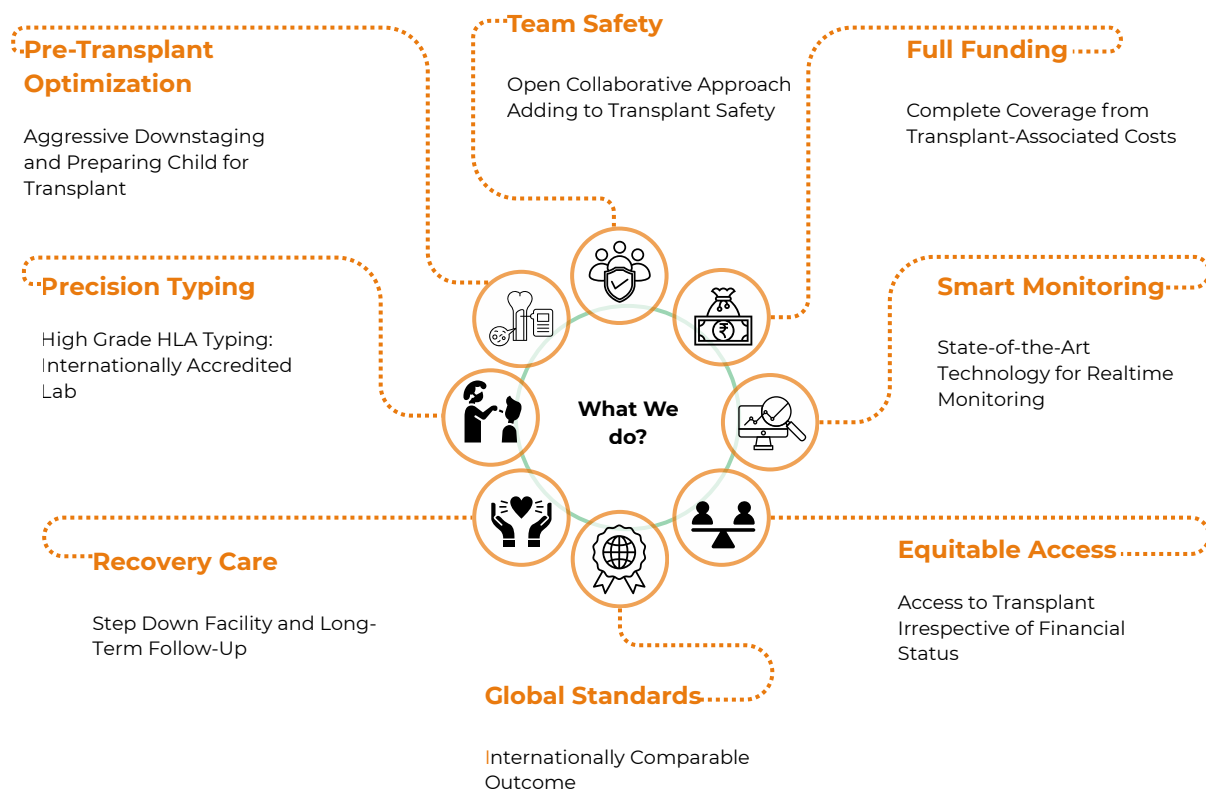 Team Safety
Open Collaborative Approach
Adding to Transplant Safety
Pre-Transplant
Optimization
Aggressive Downstaging
and Preparing Child for
Transplant
Full Funding
Complete Coverage from
Transplant-Associated Costs
Precision Typing
High Grade HLA Typing:
Internationally Accredited
Lab
Smart Monitoring
State-of-the-Art
Technology for Realtime
Monitoring
What We
do?
₹
Recovery Care
Step Down Facility and Long-
Term Follow-Up
Equitable Access
Access to Transplant
Irrespective of Financial
Status
Global Standards
Internationally Comparable
Outcome